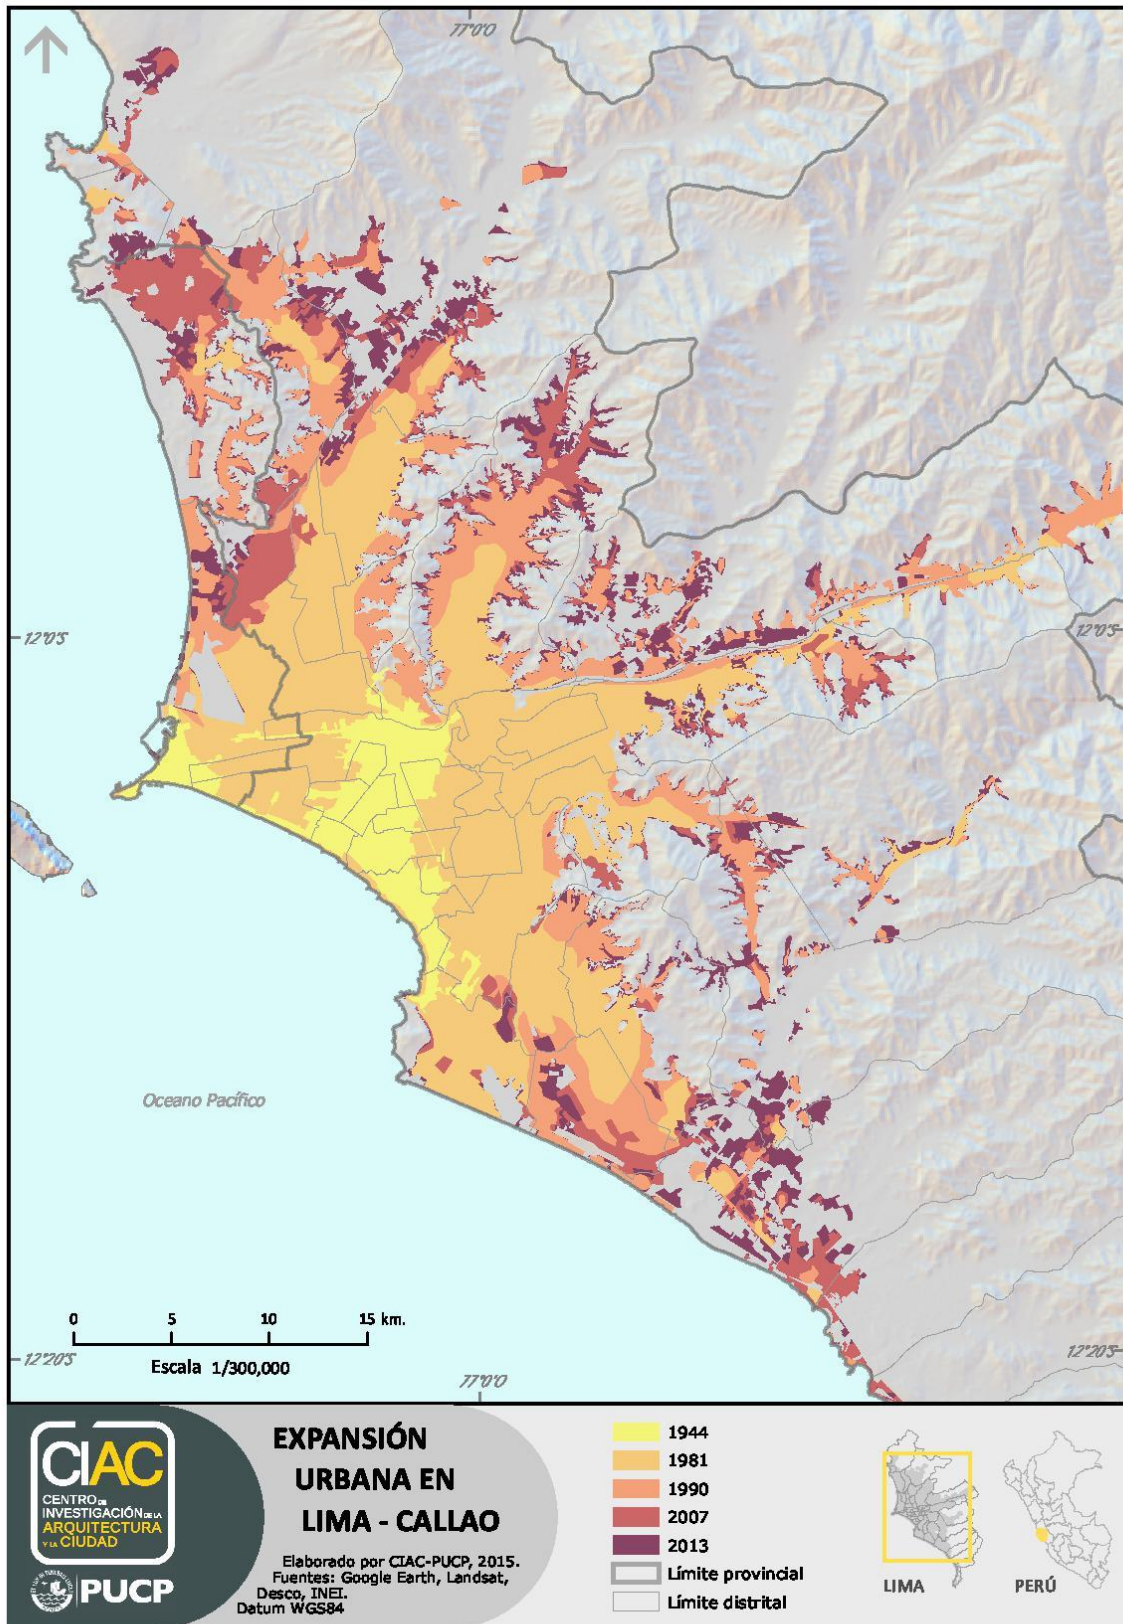 77°0'0
12°0'S
12°0'S
Oceano Pacífico
0 5 10 15 km.
Escala 1/300,000
12°20'S
12°20'S
77°0'0
CIAC
CENTRO DE
INVESTIGACIÓN DE LA
ARQUITECTURA
Y LA CIUDAD
PUCP
EXPANSIÓN
URBANA EN
LIMA - CALLAO
Elaborado por CIAC-PUCP, 2015.
Fuentes: Google Earth, Landsat,
Desco, INEI.
Datum WGS84
1944
1981
1990
2007
2013
Límite provincial
Límite distrital
LIMA
PERÚ